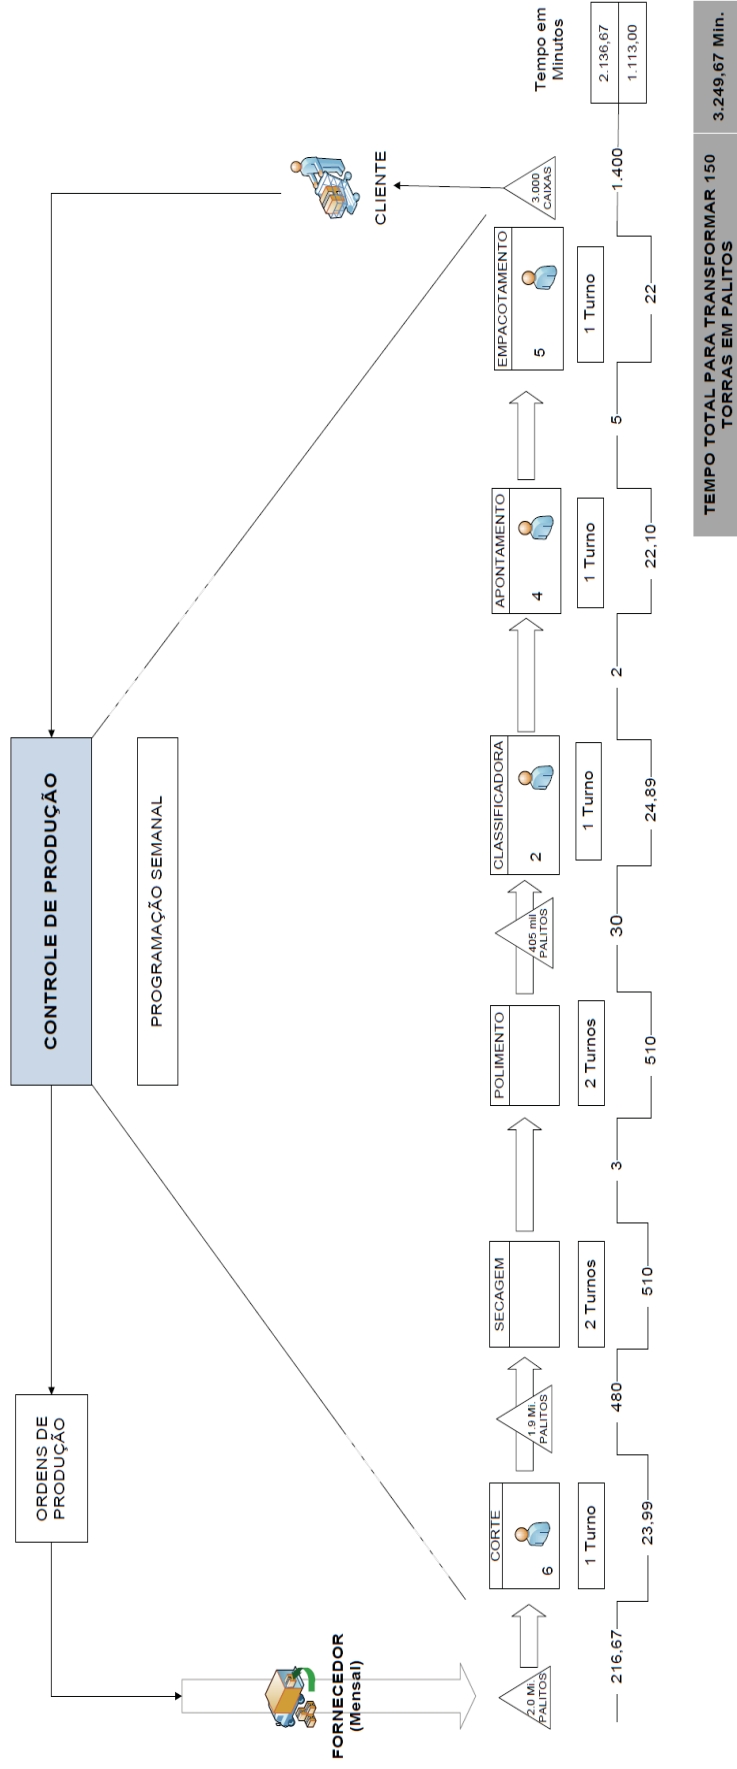 CONTROLE DE PRODUÇÃO
PROGRAMAÇÃO SEMANAL
ORDENS DE
PRODUÇÃO
FORNECEDOR
(Mensal)
CLIENTE
2.0 Mi.
PALITOS
CORTE
6
1 Turno
1.9 Mi.
PALITOS
SECAGEM
2 Turnos
POLIMENTO
2 Turnos
405 mil
PALITOS
CLASSIFICADORA
2
1 Turno
APONTAMENTO
4
1 Turno
EMPACOTAMENTO
5
1 Turno
3.000
CAIXAS
216,67
23,99
480
510
3
510
30
24,89
2
22,10
5
22
1.400
Tempo em
Minutos
2.136,67
1.113,00
TEMPO TOTAL PARA TRANSFORMAR 150
TORRAS EM PALITOS
3.249,67 Min.